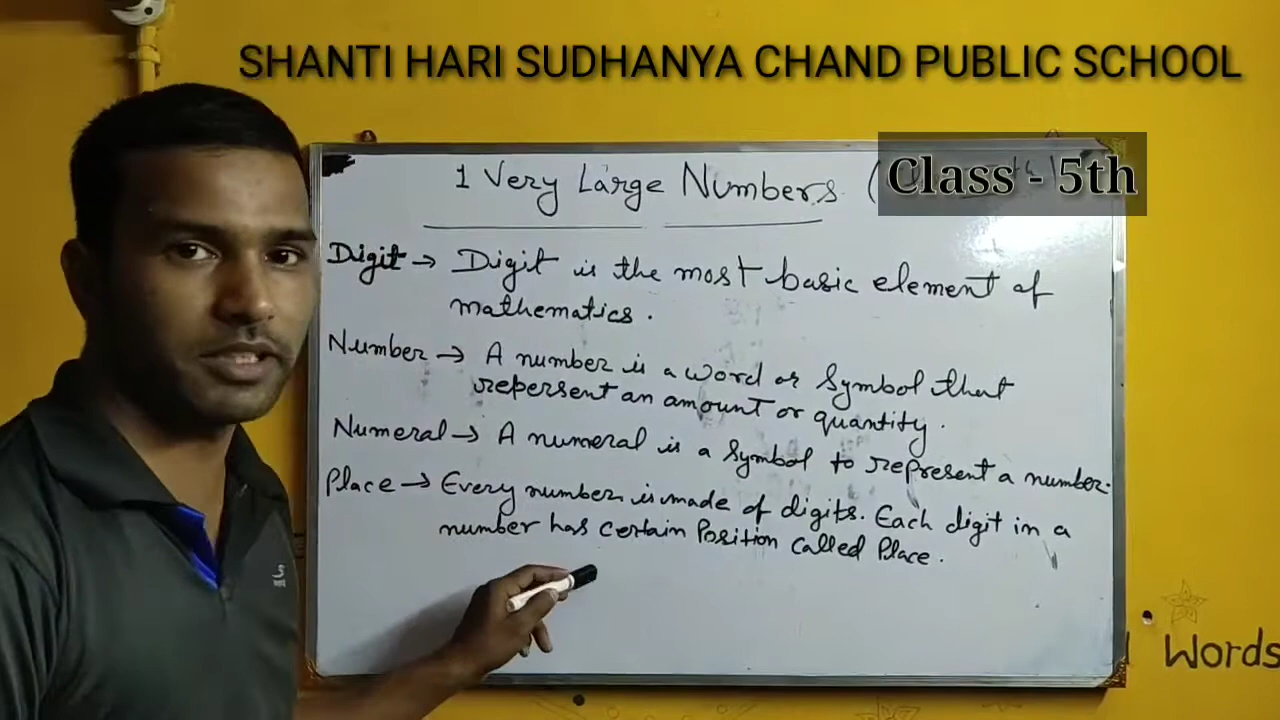 SHANTI HARI SUDHANYA CHAND PUBLIC SCHOOL
Class - 5th
1 Very Large Numbers (
Digit → Digit is the most basic element of
mathematics.
Number → A number is a word or Symbol that
repersent an amount or quantity.
Numeral → A numeral is a Symbol to represent a number.
Place → Every number is made of digits. Each digit in a
number has certain Position called Place.
Words